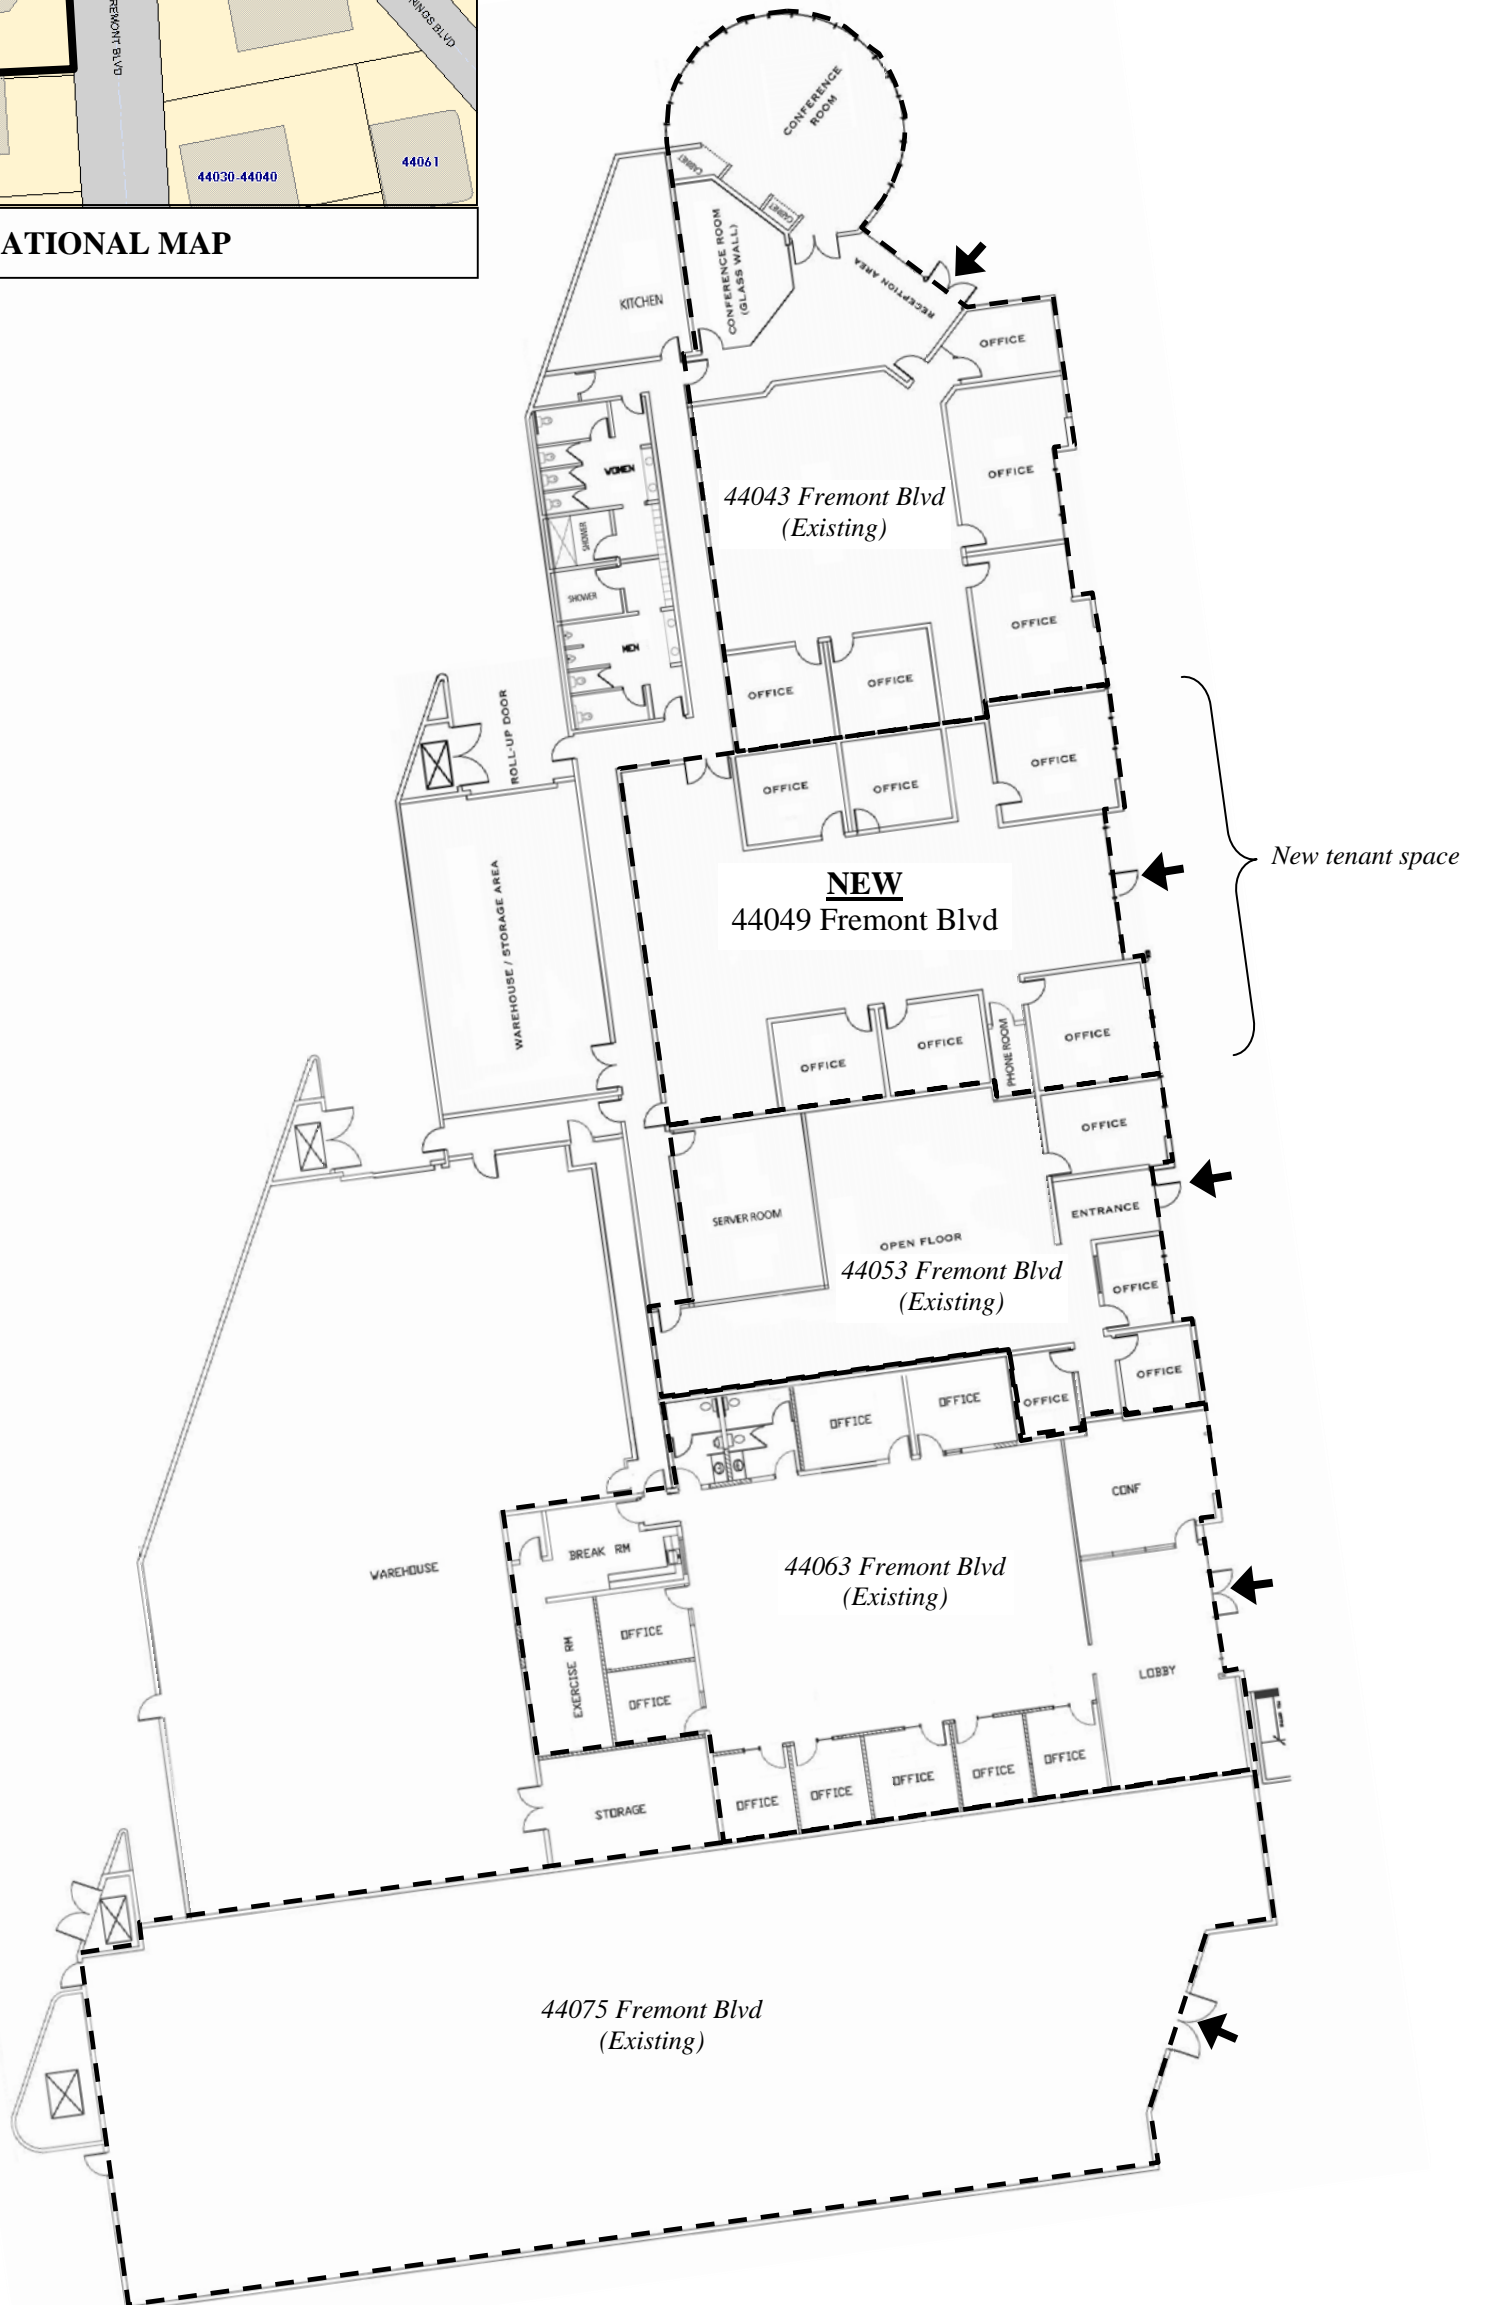 REMONT BLVD
NINGS BLVD
44030-44040
44061
ATIONAL MAP
CONFERENCE
ROOM
CABINET
CABINET
CONFERENCE ROOM
(GLASS WALL)
RECEPTION AREA
KITCHEN
OFFICE
WOMEN
OFFICE
44043 Fremont Blvd
(Existing)
SHOWER
SHOWER
OFFICE
MEN
OFFICE
OFFICE
ROLL-UP DOOR
OFFICE
OFFICE
OFFICE
New tenant space
NEW
44049 Fremont Blvd
WAREHOUSE / STORAGE AREA
OFFICE
OFFICE
PHONE ROOM
OFFICE
OFFICE
SERVER ROOM
ENTRANCE
OPEN FLOOR
44053 Fremont Blvd
(Existing)
OFFICE
OFFICE
OFFICE
OFFICE
OFFICE
CONF
BREAK RM
WAREHOUSE
44063 Fremont Blvd
(Existing)
EXERCISE RM
OFFICE
OFFICE
LOBBY
STORAGE
OFFICE
OFFICE
OFFICE
OFFICE
OFFICE
44075 Fremont Blvd
(Existing)